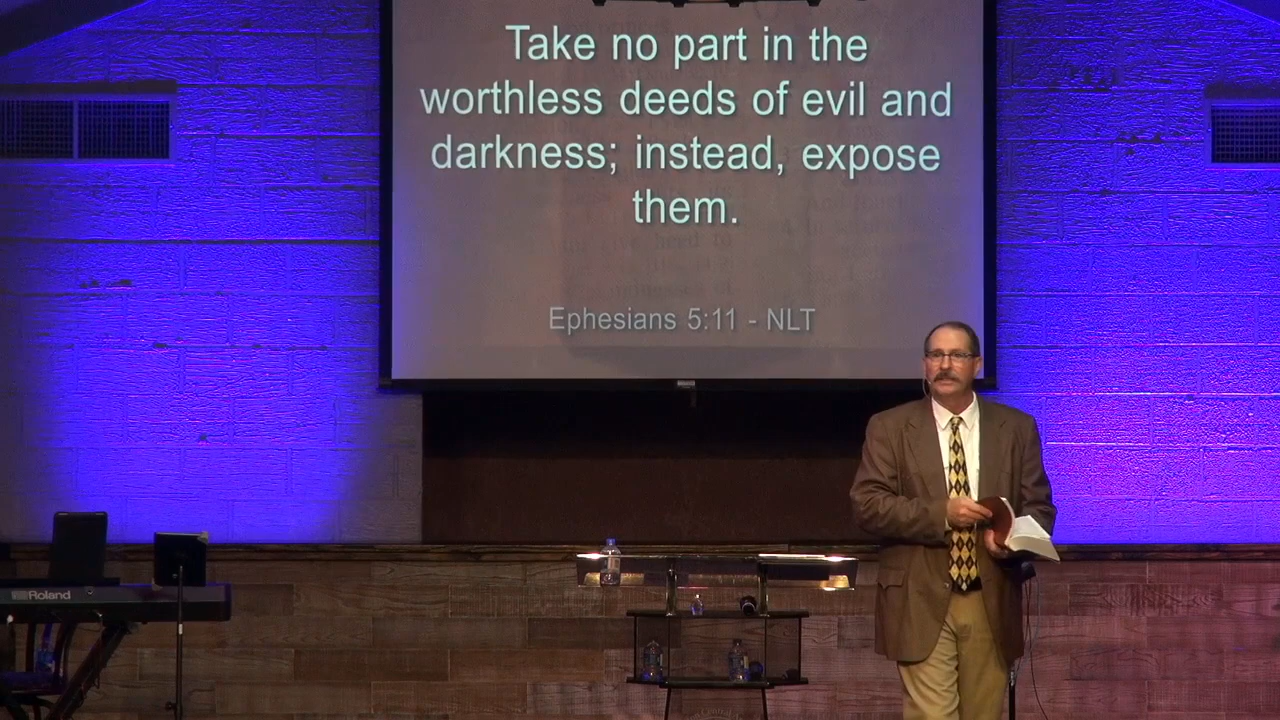 Take no part in the
worthless deeds of evil and
darkness; instead, expose
them.
Ephesians 5:11 - NLT
Roland
Central